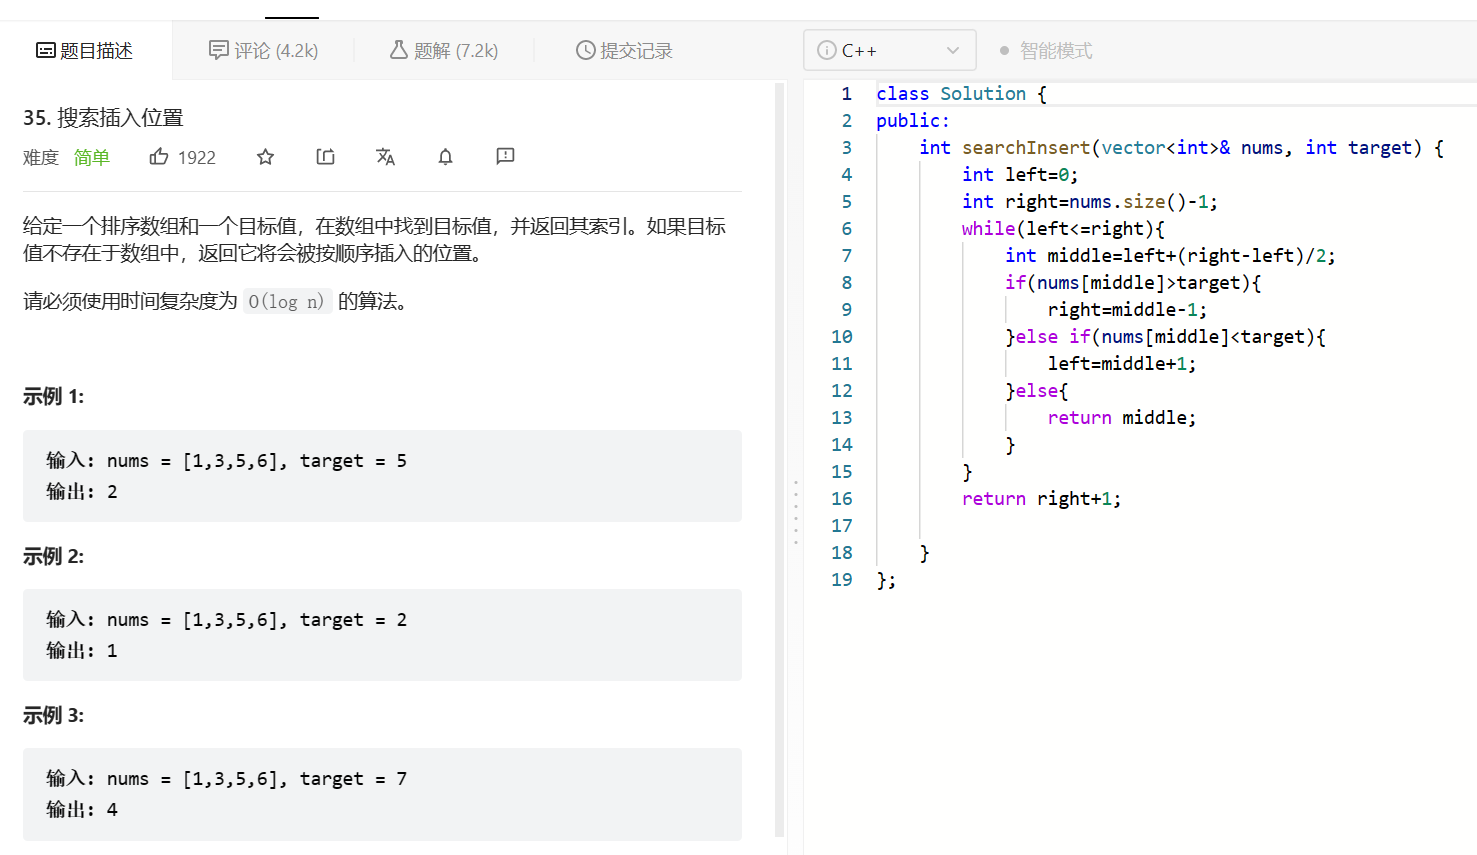 题目描述
评论 (4.2k)
题解 (7.2k)
提交记录
C++
智能模式
35. 搜索插入位置
难度 简单 1922
给定一个排序数组和一个目标值，在数组中找到目标值，并返回其索引。如果目标
值不存在于数组中，返回它将会被按顺序插入的位置。
请必须使用时间复杂度为 O(log n) 的算法。
示例 1:
输入: nums = [1,3,5,6], target = 5
输出: 2
示例 2:
输入: nums = [1,3,5,6], target = 2
输出: 1
示例 3:
输入: nums = [1,3,5,6], target = 7
输出: 4
1 class Solution {
2 public:
3     int searchInsert(vector<int>& nums, int target) {
4         int left=0;
5         int right=nums.size()-1;
6         while(left<=right){
7             int middle=left+(right-left)/2;
8             if(nums[middle]>target){
9                 right=middle-1;
10             }else if(nums[middle]<target){
11                 left=middle+1;
12             }else{
13                 return middle;
14             }
15         }
16         return right+1;
17
18     }
19 };